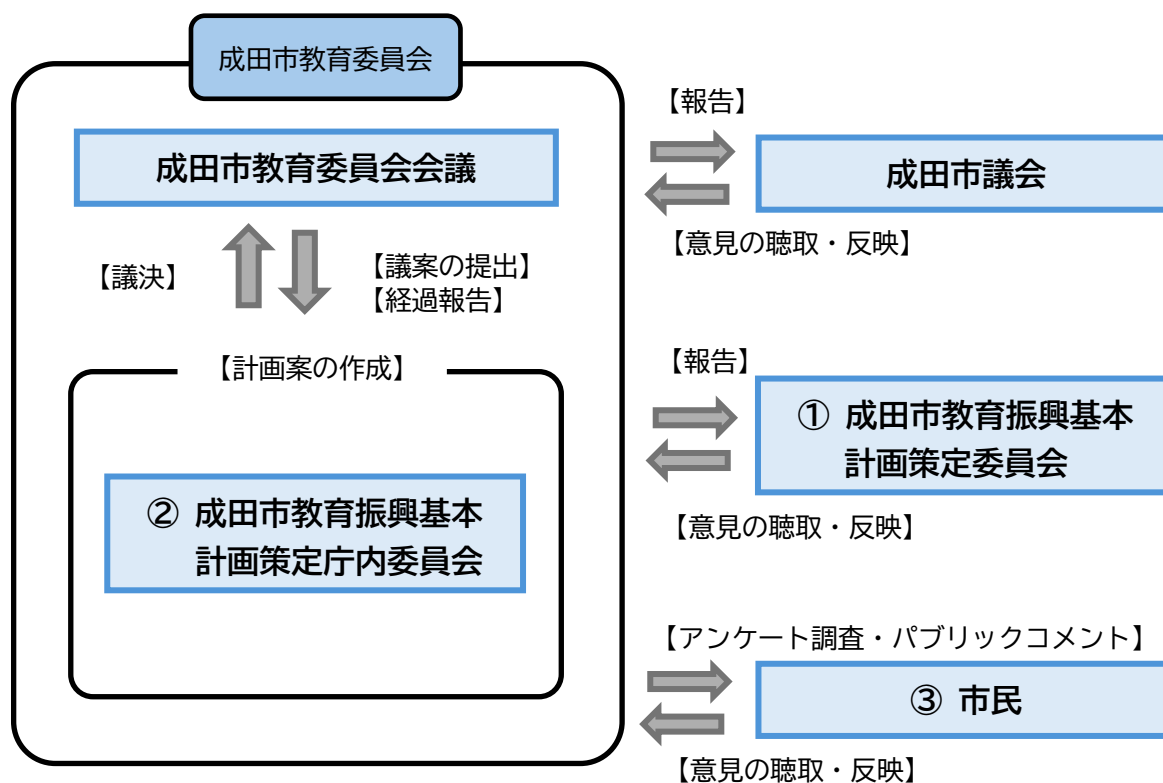 成田市教育委員会
成田市教育委員会会議
【議決】
【議案の提出】
【経過報告】
【計画案の作成】
② 成田市教育振興基本
計画策定庁内委員会
【報告】
成田市議会
【意見の聴取・反映】
【報告】
① 成田市教育振興基本
計画策定委員会
【意見の聴取・反映】
【アンケート調査・パブリックコメント】
③ 市民
【意見の聴取・反映】